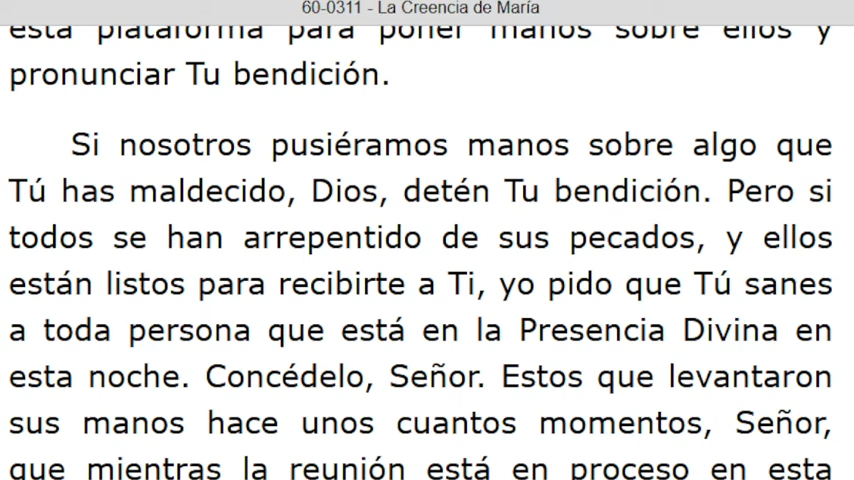 60-0311 - La Creencia de María
esta plataforma para poner manos sobre ellos y
pronunciar Tu bendición.
Si nosotros pusiéramos manos sobre algo que
Tú has maldecido, Dios, detén Tu bendición. Pero si
todos se han arrepentido de sus pecados, y ellos
están listos para recibirte a Ti, yo pido que Tú sanes
a toda persona que está en la Presencia Divina en
esta noche. Concédelo, Señor. Estos que levantaron
sus manos hace unos cuantos momentos, Señor,
que mientras la reunión está en proceso en esta